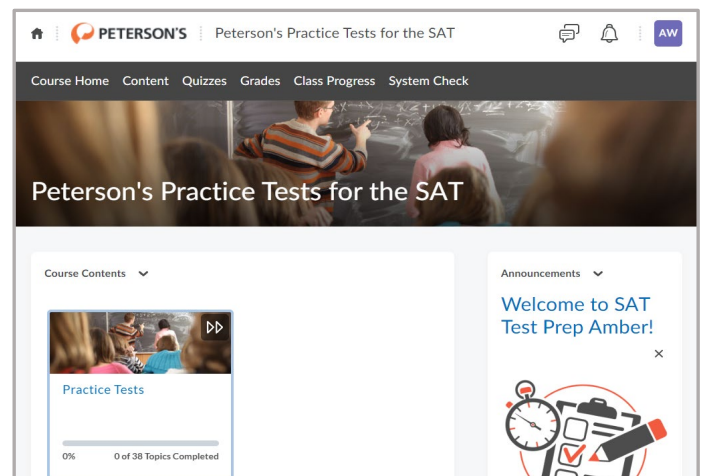 PETERSON'S
Peterson's Practice Tests for the SAT
AW
Course Home Content Quizzes Grades Class Progress System Check
Peterson's Practice Tests for the SAT
Course Contents
Practice Tests
0% 0 of 38 Topics Completed
Announcements
Welcome to SAT
Test Prep Amber!